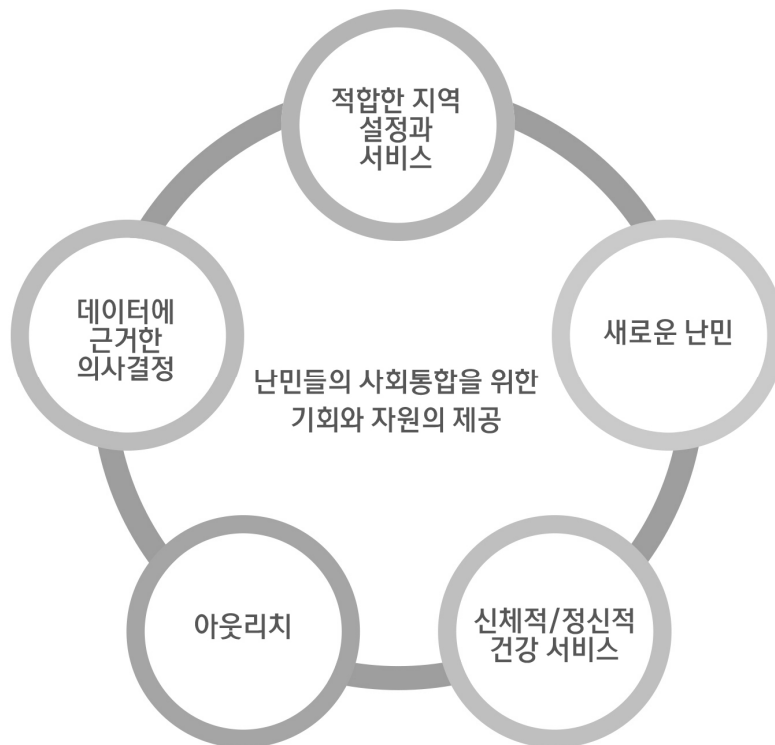 적합한 지역
설정과
서비스
새로운 난민
데이터에
근거한
의사결정
난민들의 사회통합을 위한
기회와 자원의 제공
아웃리치
신체적/정신적
건강 서비스